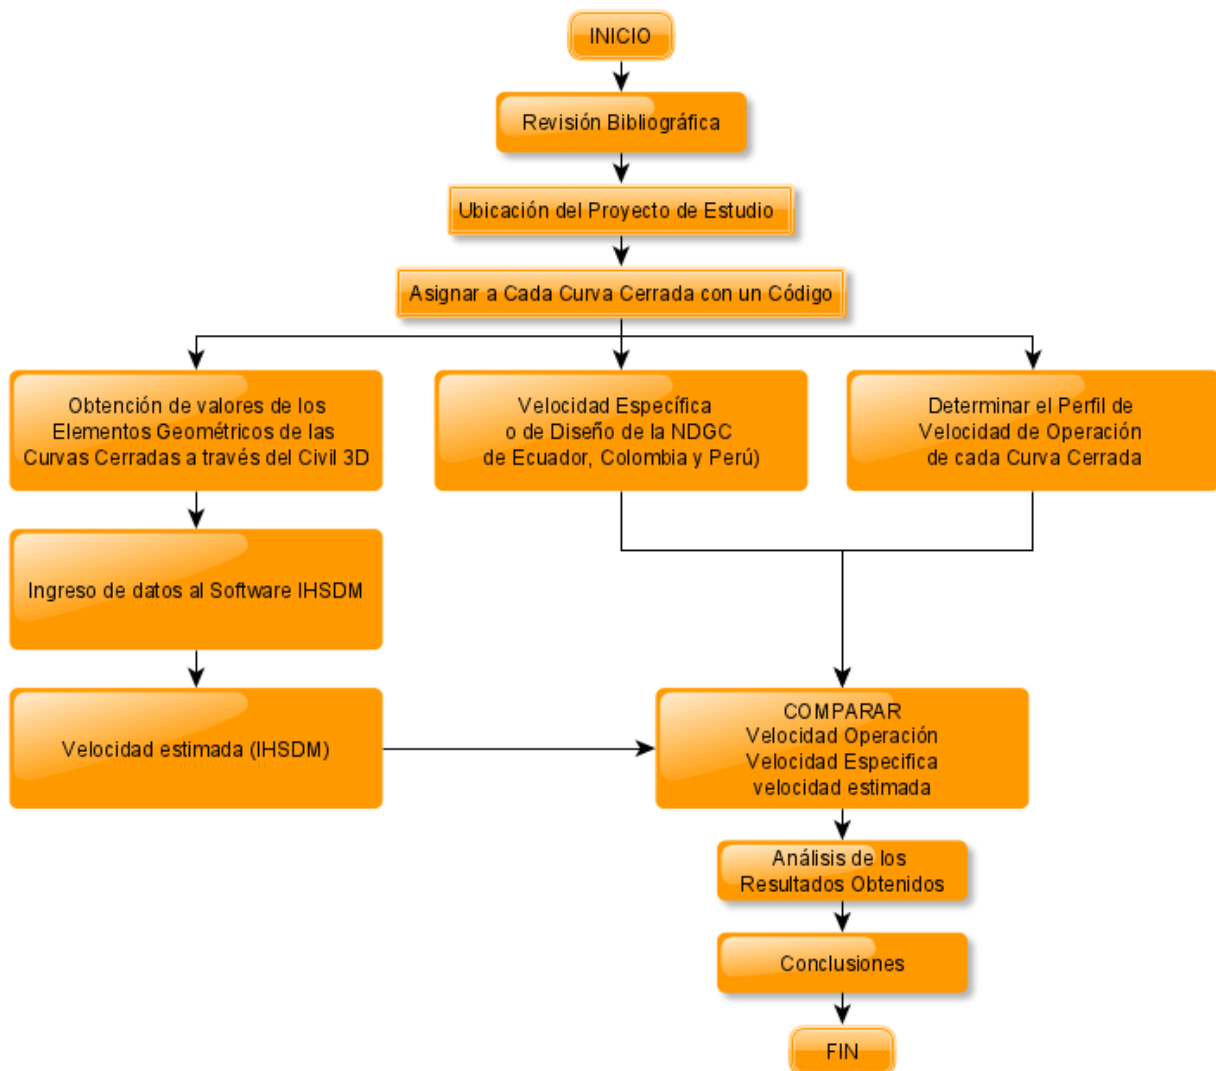 INICIO
Revisión Bibliográfica
Ubicación del Proyecto de Estudio
Asignar a Cada Curva Cerrada con un Código
Obtención de valores de los
Elementos Geométricos de las
Curvas Cerradas a través del Civil 3D
Velocidad Específica
o de Diseño de la NDGC
de Ecuador, Colombia y Perú)
Determinar el Perfil de
Velocidad de Operación
de cada Curva Cerrada
Ingreso de datos al Software IHSDM
Velocidad estimada (IHSDM)
COMPARAR
Velocidad Operación
Velocidad Especifica
velocidad estimada
Análisis de los
Resultados Obtenidos
Conclusiones
FIN